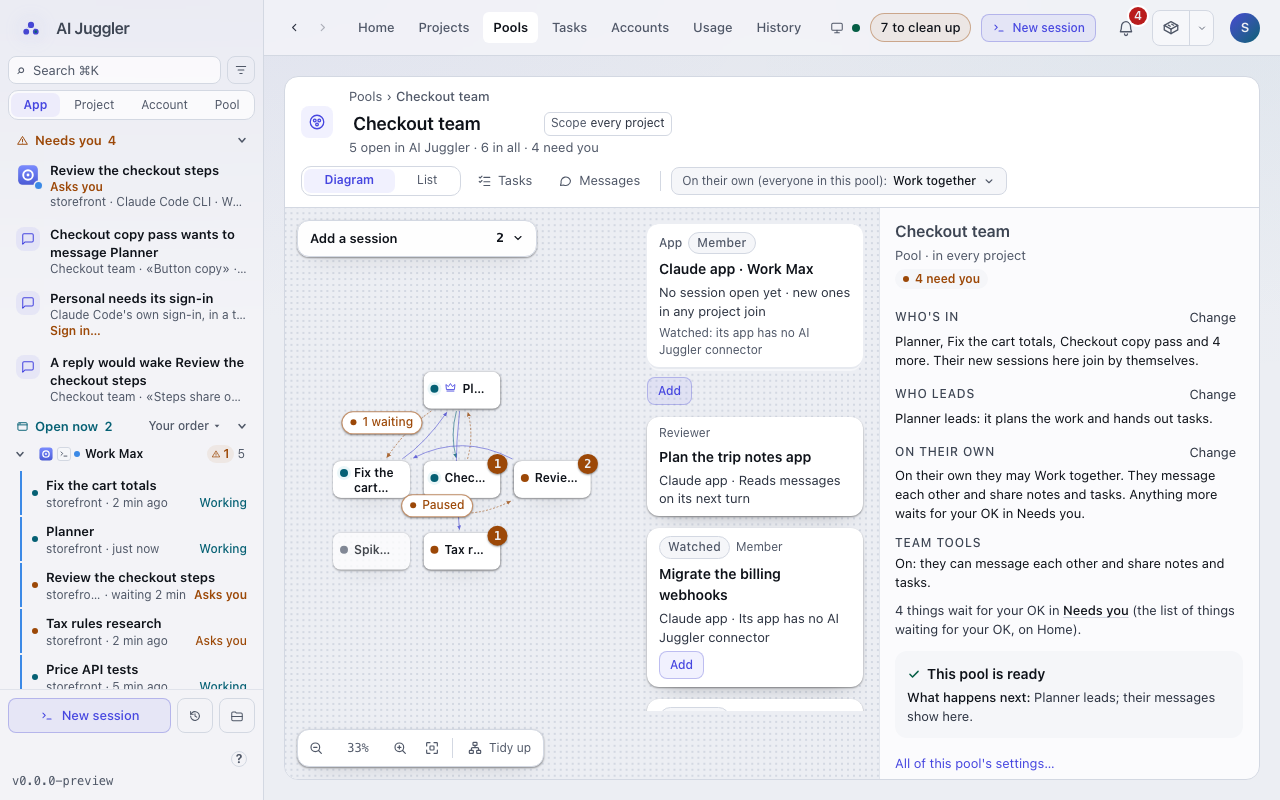 AI Juggler
Search ⌘K
App Project Account Pool
Needs you 4
Review the checkout steps
Asks you
storefront · Claude Code CLI · W...
Checkout copy pass wants to
message Planner
Checkout team · «Button copy» ·...
Personal needs its sign-in
Claude Code's own sign-in, in a t...
Sign in...
A reply would wake Review the
checkout steps
Checkout team · «Steps share o...
Open now 2 Your order
Work Max 1 5
Fix the cart totals
storefront · 2 min ago Working
Planner
storefront · just now Working
Review the checkout steps
storefro... · waiting 2 min Asks you
Tax rules research
storefront · 2 min ago Asks you
Price API tests
storefront · 5 min ago Working
New session
?
v0.0.0-preview
Home Projects Pools Tasks Accounts Usage History
7 to clean up
New session
4
S
Pools › Checkout team
Checkout team
Scope every project
5 open in AI Juggler · 6 in all · 4 need you
Diagram List Tasks Messages
On their own (everyone in this pool): Work together
Add a session 2
Pl...
1 waiting
Fix the
cart...
Chec... 1
Revie... 2
Paused
Spik...
Tax r... 1
33%
Tidy up
App Member
Claude app · Work Max
No session open yet · new ones
in any project join
Watched: its app has no AI
Juggler connector
Add
Reviewer
Plan the trip notes app
Claude app · Reads messages
on its next turn
Watched Member
Migrate the billing
webhooks
Claude app · Its app has no AI
Juggler connector
Add
Checkout team
Pool · in every project
4 need you
WHO'S IN Change
Planner, Fix the cart totals, Checkout copy pass and 4
more. Their new sessions here join by themselves.
WHO LEADS Change
Planner leads: it plans the work and hands out tasks.
ON THEIR OWN Change
On their own they may Work together. They message
each other and share notes and tasks. Anything more
waits for your OK in Needs you.
TEAM TOOLS
On: they can message each other and share notes and
tasks.
4 things wait for your OK in Needs you (the list of things
waiting for your OK, on Home).
This pool is ready
What happens next: Planner leads; their messages
show here.
All of this pool's settings...